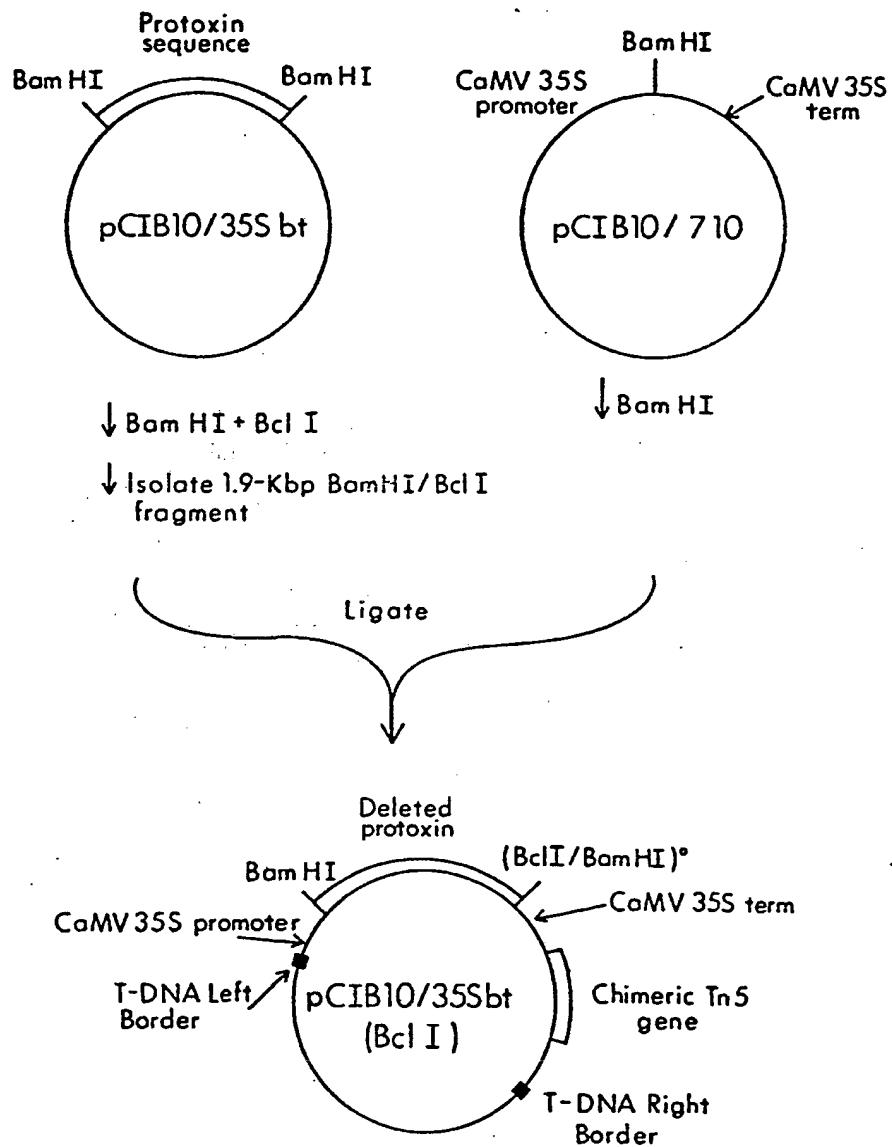 Protoxin
sequence
Bam HI
Bam HI
pCIB10/35S bt
Bam HI
CaMV 35S
promoter
CaMV 35S
term
pCIB10/710
↓ Bam HI + Bcl I
↓ Isolate 1.9-Kbp BamHI/Bcl I
fragment
↓ Bam HI
Ligate
Deleted
protoxin
Bam HI
(BclI/BamHI)°
CaMV 35S promoter
CaMV 35S term
T-DNA Left
Border
pCIB10/35Sbt
(Bcl I)
Chimeric Tn5
gene
T-DNA Right
Border